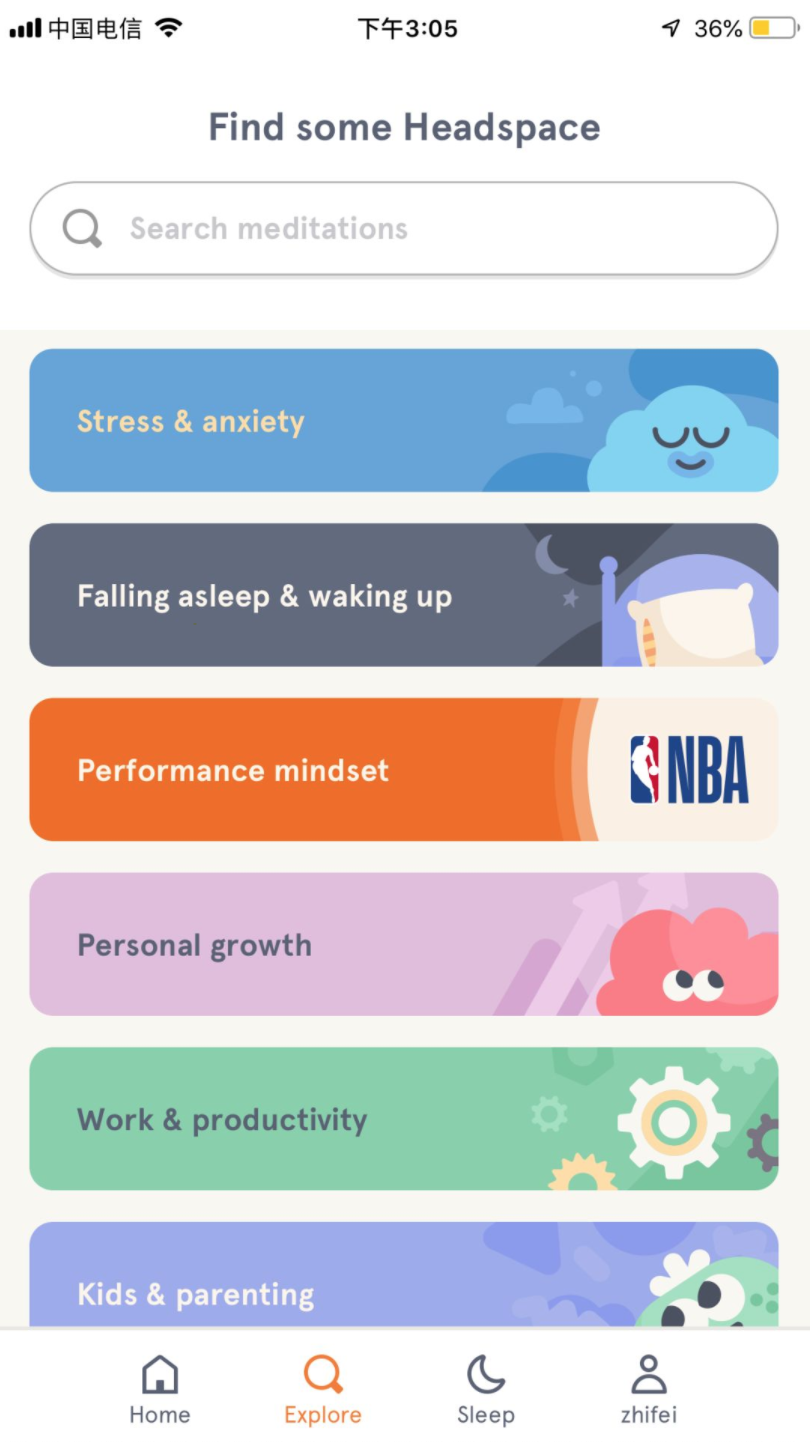 中国电信 下午3:05 36%
Find some Headspace
Search meditations
Stress & anxiety
Falling asleep & waking up
Performance mindset
NBA
Personal growth
Work & productivity
Kids & parenting
Home Explore Sleep zhifei